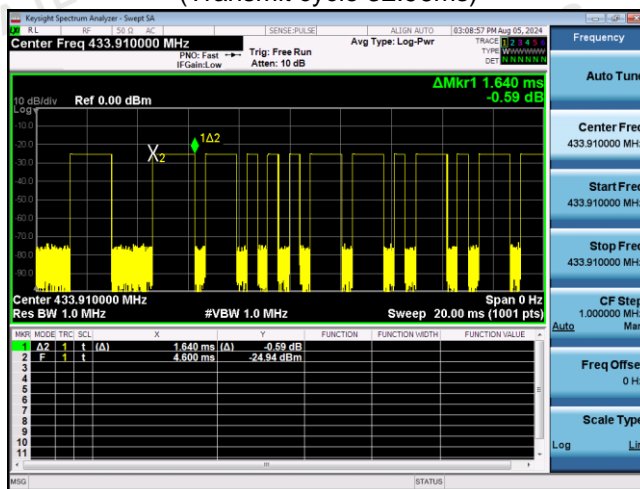 Keysight Spectrum Analyzer - Swept SA
RL RF 50 Ω AC SENSE:PULSE ALIGN AUTO 03:08:57 PM Aug 05, 2024
Center Freq 433.910000 MHz Avg Type: Log-Pwr TRACE 1 2 3 4 5 6
PNO: Fast Trig: Free Run TYPE WWWWWW
IFGain:Low Atten: 10 dB DET N N N N N N
ΔMkr1 1.640 ms
-0.59 dB
10 dB/div Ref 0.00 dBm
Log
-10.0
-20.0
-30.0
-40.0
-50.0
-60.0
-70.0
-80.0
-90.0
X2
1Δ2
Center 433.910000 MHz Span 0 Hz
Res BW 1.0 MHz #VBW 1.0 MHz Sweep 20.00 ms (1001 pts)
MKR MODE TRC SCL X Y FUNCTION FUNCTION WIDTH FUNCTION VALUE
1 Δ2 1 t (Δ) 1.640 ms (Δ) -0.59 dB
2 F 1 t 4.600 ms -24.94 dBm
3
4
5
6
7
8
9
10
11
MSG STATUS
Frequency
Auto Tune
Center Freq
433.910000 MHz
Start Freq
433.910000 MHz
Stop Freq
433.910000 MHz
CF Step
1.000000 MHz
Auto Man
Freq Offset
0 Hz
Scale Type
Log Lin